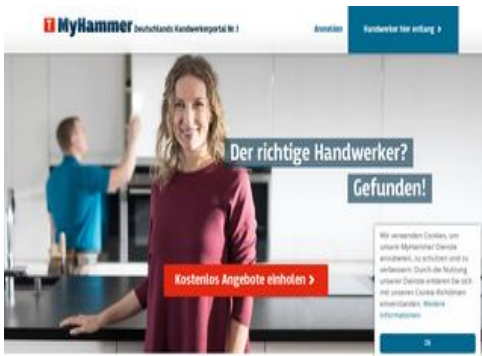 MyHammer Deutschlands Handwerkerportal Nr. 1
Anmelden
Handwerker hier entlang >
Der richtige Handwerker?
Gefunden!
Kostenlos Angebote einholen >
Wir verwenden Cookies, um
unsere MyHammer Dienste
anzubieten, zu schützen und zu
verbessern. Durch die Nutzung
unserer Dienste erklären Sie sich
mit unseren Cookie-Richtlinien
einverstanden. Weitere
Informationen
Ok